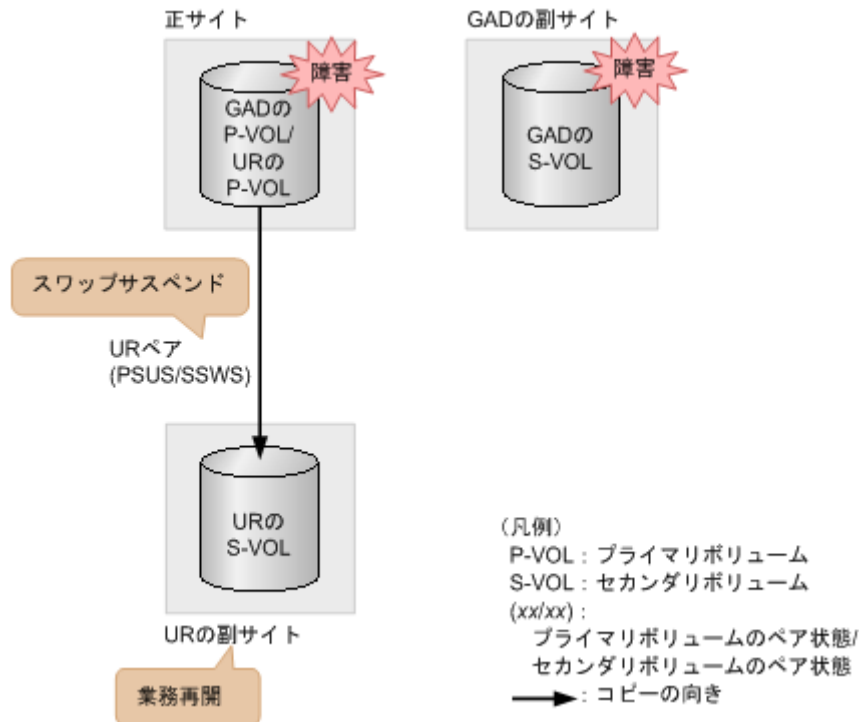 正サイト
GADの副サイト
障害
障害
GADの
P-VOL/
URの
P-VOL
GADの
S-VOL
スワップサスペンド
URペア
(PSUS/SSWS)
URの
S-VOL
URの副サイト
業務再開
（凡例）
P-VOL：プライマリボリューム
S-VOL：セカンダリボリューム
(xx/xx)：
プライマリボリュームのペア状態/
セカンダリボリュームのペア状態
：コピーの向き